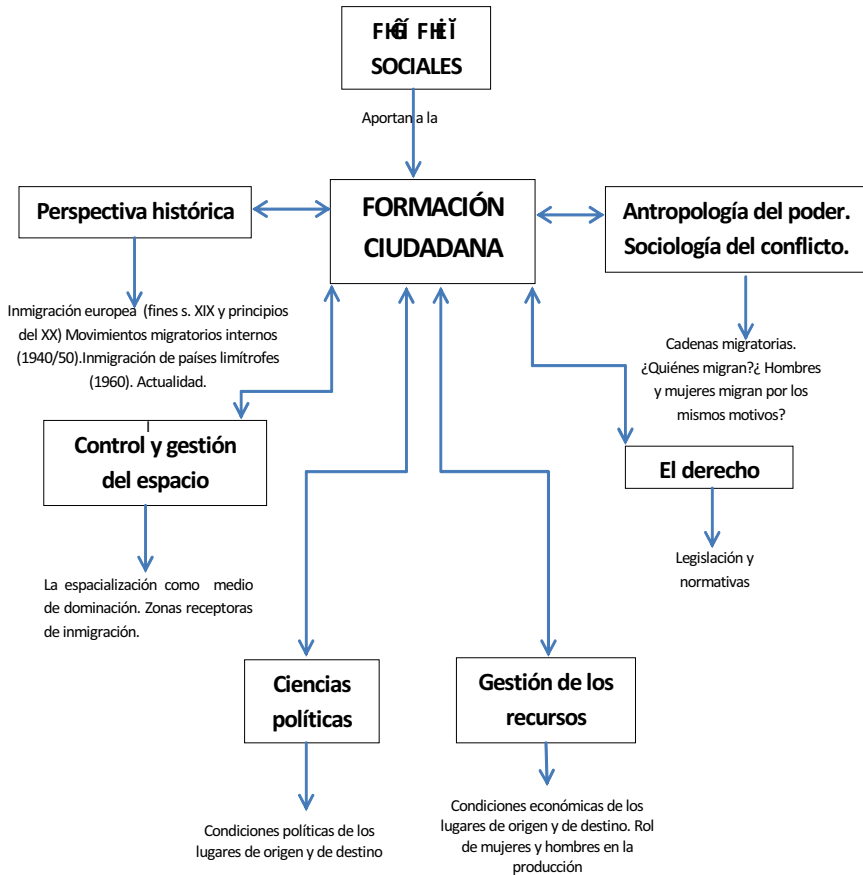 SOCIALES
Aportan a la
FORMACIÓN
CIUDADANA
Perspectiva histórica
Antropología del poder.
Sociología del conflicto.
Inmigración europea (fines s. XIX y principios
del XX) Movimientos migratorios internos
(1940/50).Inmigración de países limítrofes
(1960). Actualidad.
Cadenas migratorias.
¿Quiénes migran?¿ Hombres
y mujeres migran por los
mismos motivos?
Control y gestión
del espacio
El derecho
La espacialización como medio
de dominación. Zonas receptoras
de inmigración.
Legislación y
normativas
Ciencias
políticas
Gestión de los
recursos
Condiciones políticas de los
lugares de origen y de destino
Condiciones económicas de los
lugares de origen y de destino. Rol
de mujeres y hombres en la
producción